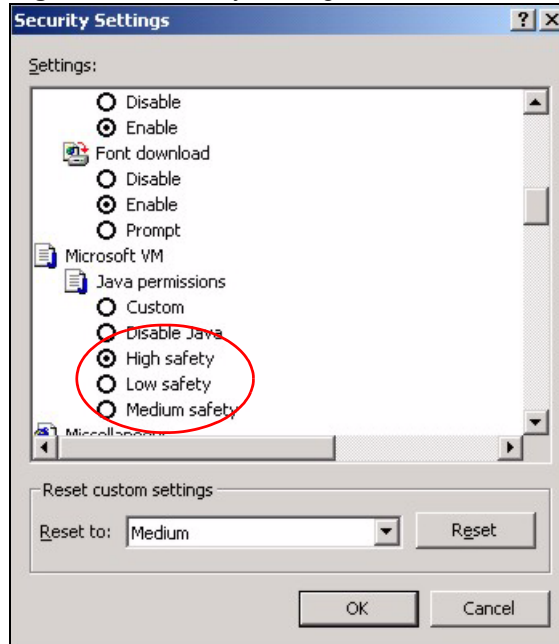 Security Settings
Settings:
Disable
Enable
Font download
Disable
Enable
Prompt
Microsoft VM
Java permissions
Custom
Disable Java
High safety
Low safety
Medium safety
Miscellaneous
Reset custom settings
Reset to: Medium Reset
OK Cancel